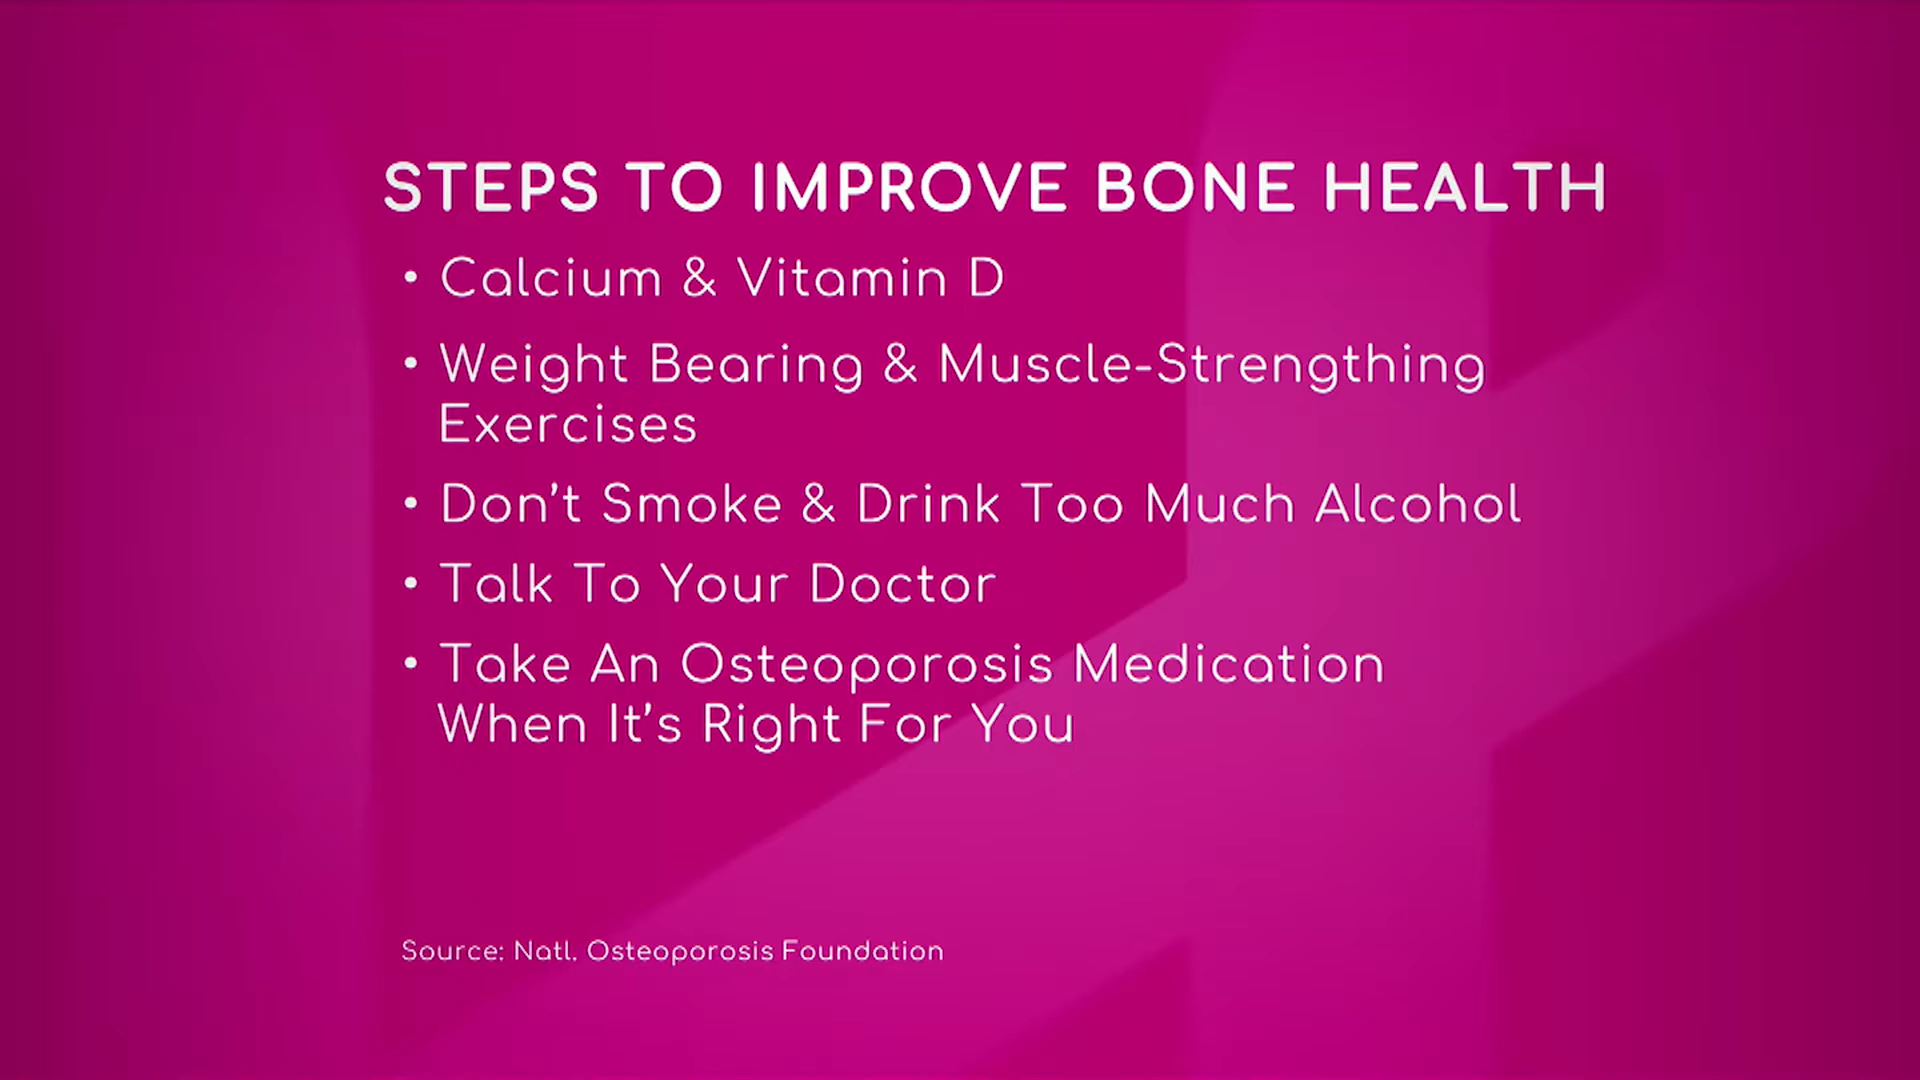 STEPS TO IMPROVE BONE HEALTH
• Calcium & Vitamin D
• Weight Bearing & Muscle-Strengthing
Exercises
• Don’t Smoke & Drink Too Much Alcohol
• Talk To Your Doctor
• Take An Osteoporosis Medication
When It’s Right For You
Source: Natl. Osteoporosis Foundation